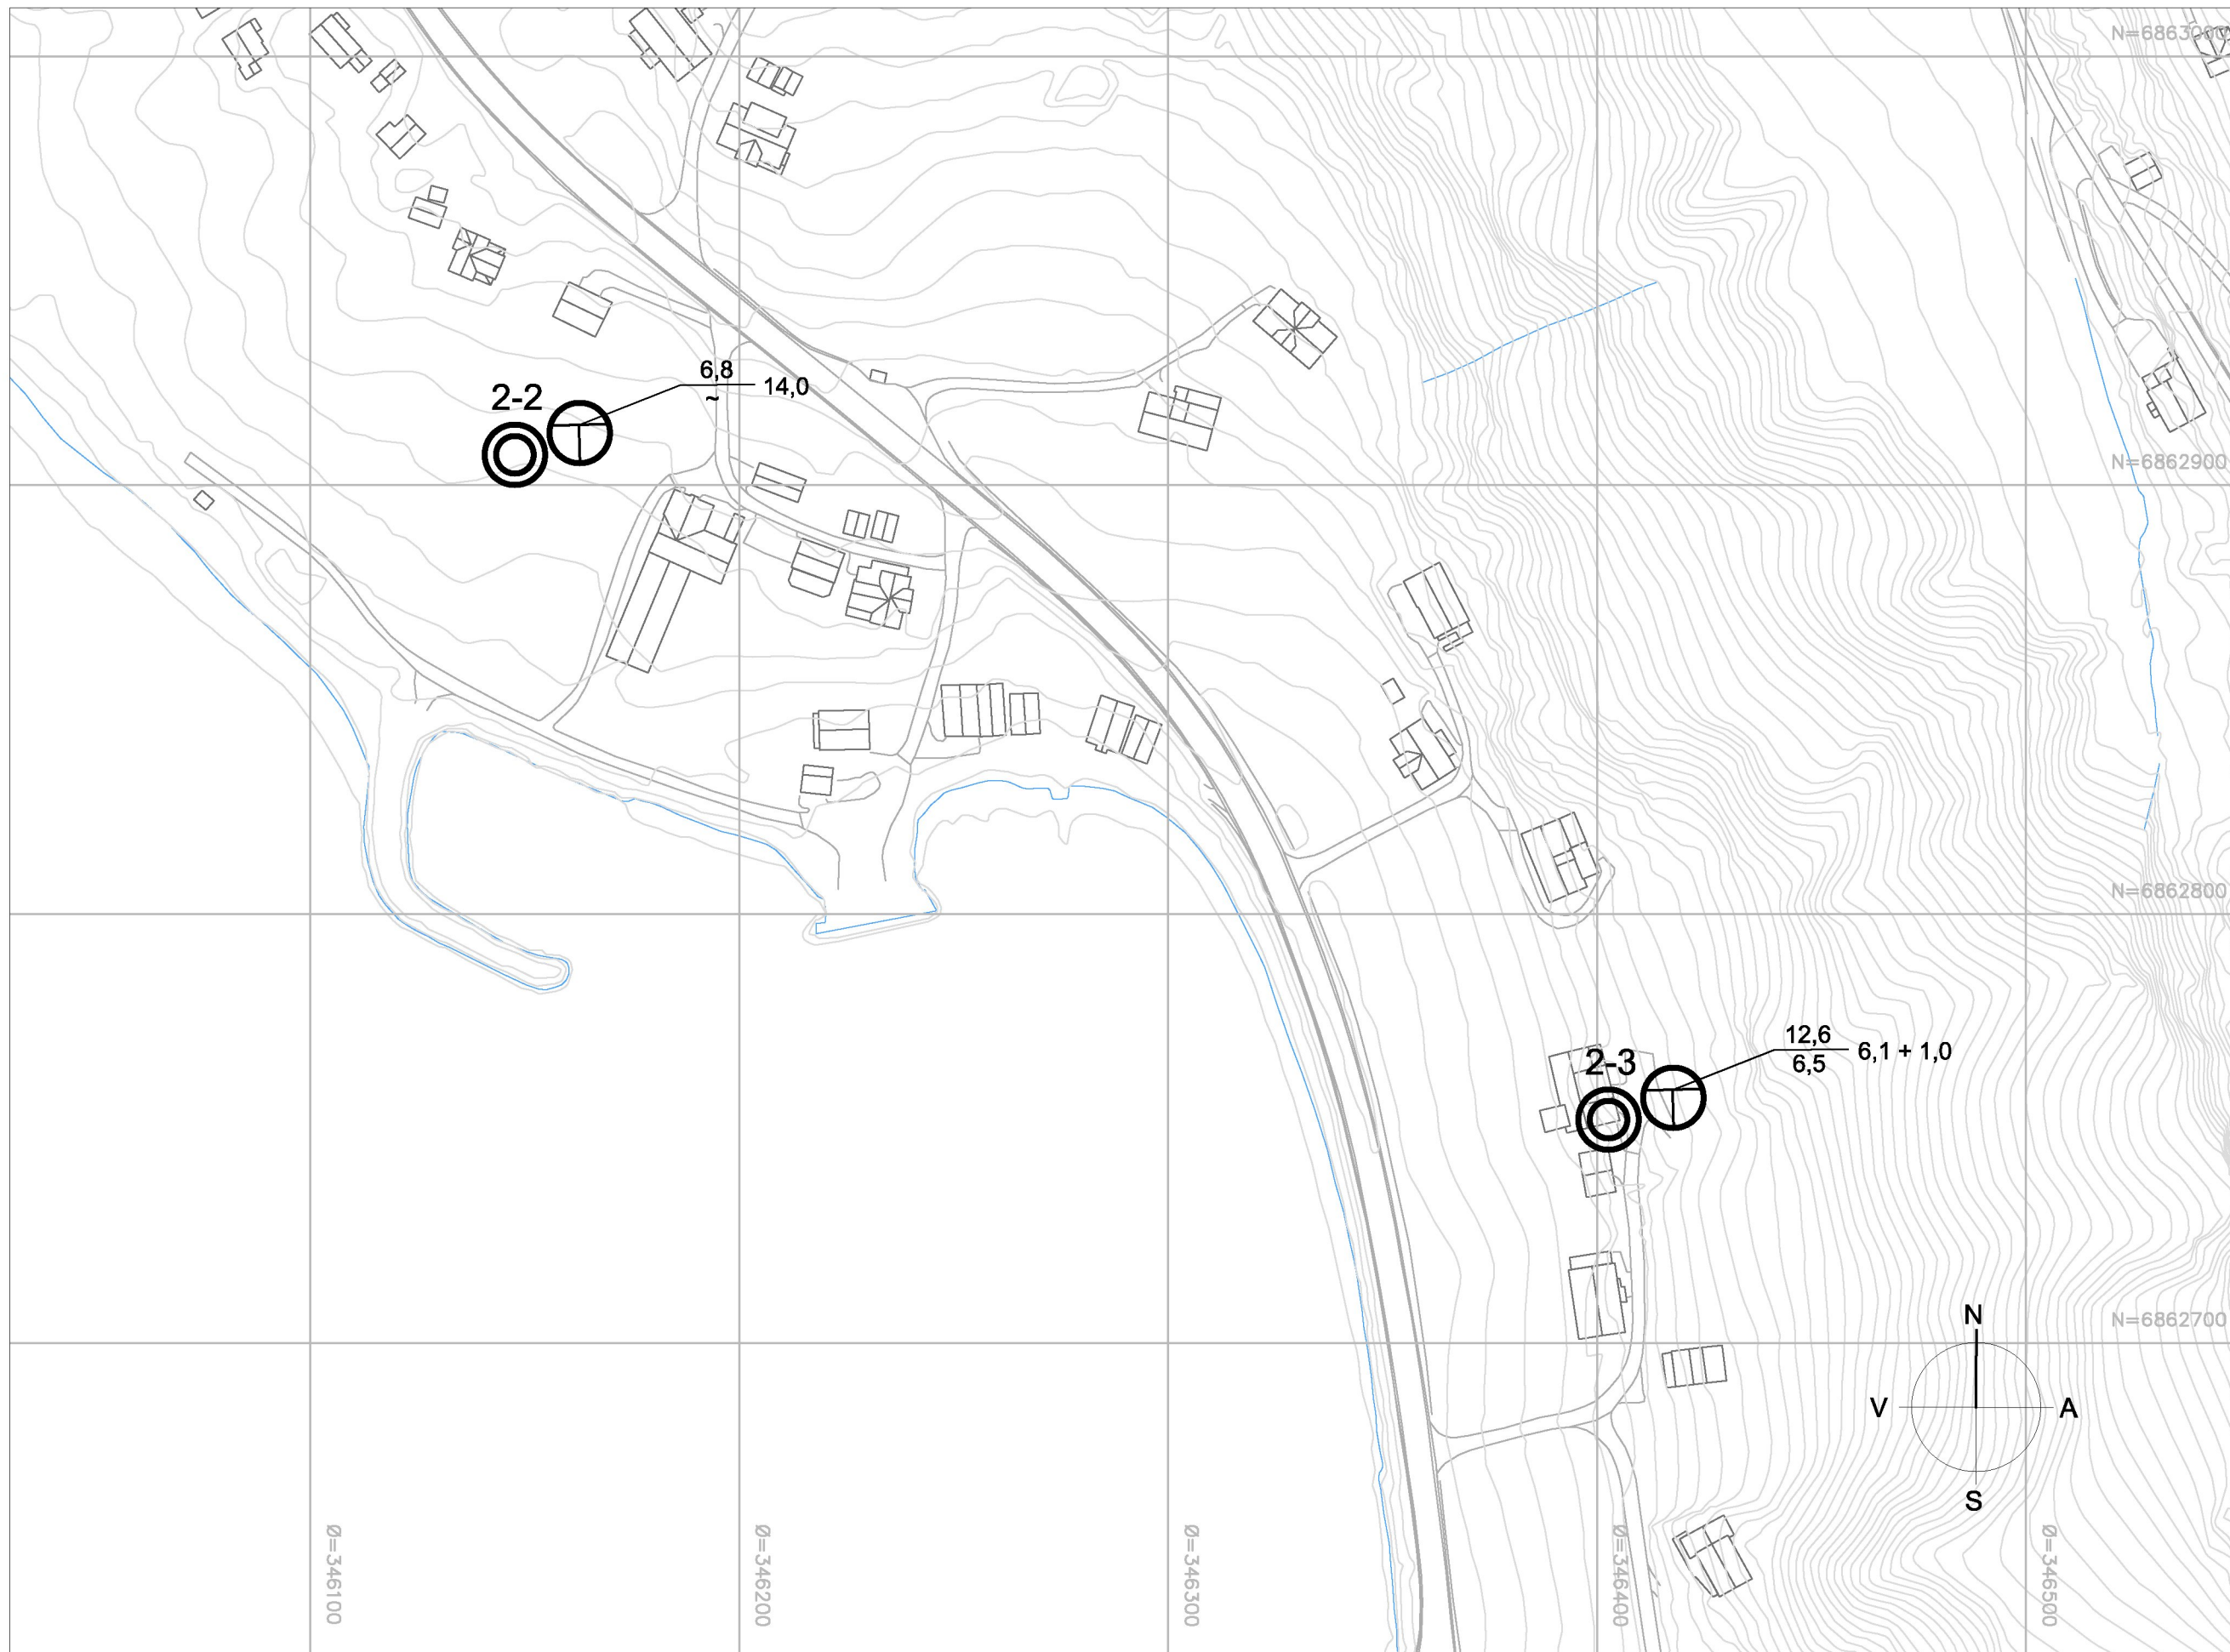 N=6863000
6,8
~
14,0
2-2
N=6862900
N=6862800
12,6
6,5
6,1 + 1,0
2-3
N=6862700
N
V
A
S
Ø=346100
Ø=346200
Ø=346300
Ø=346400
Ø=346500